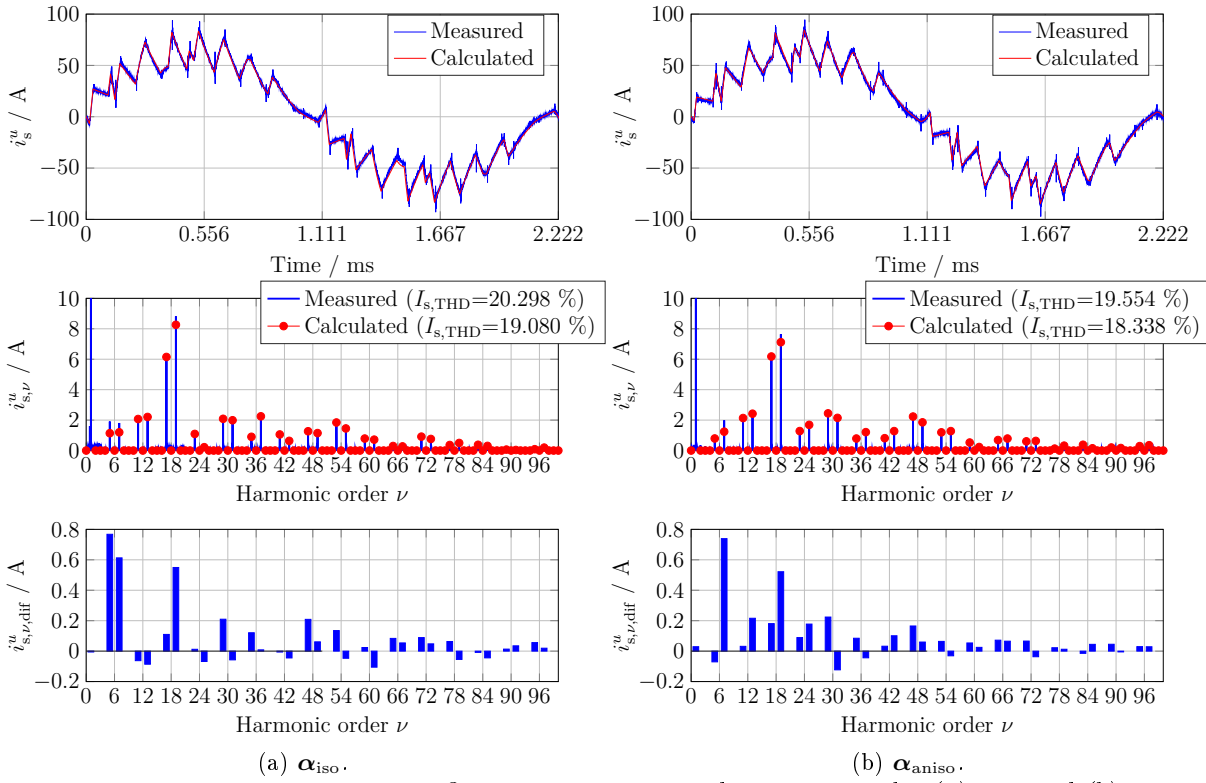 100
50
0
−50
−100
i^u_s / A
Measured
Calculated
0 0.556 1.111 1.667 2.222
Time / ms
100
50
0
−50
−100
i^u_s / A
Measured
Calculated
0 0.556 1.111 1.667 2.222
Time / ms
10
8
6
4
2
0
i^u_{s,ν} / A
Measured (I_{s,THD}=20.298 %)
Calculated (I_{s,THD}=19.080 %)
0 6 12 18 24 30 36 42 48 54 60 66 72 78 84 90 96
Harmonic order ν
10
8
6
4
2
0
i^u_{s,ν} / A
Measured (I_{s,THD}=19.554 %)
Calculated (I_{s,THD}=18.338 %)
0 6 12 18 24 30 36 42 48 54 60 66 72 78 84 90 96
Harmonic order ν
0.8
0.6
0.4
0.2
0
−0.2
i^u_{s,ν,dif} / A
0 6 12 18 24 30 36 42 48 54 60 66 72 78 84 90 96
Harmonic order ν
(a) α_iso.
0.8
0.6
0.4
0.2
0
−0.2
i^u_{s,ν,dif} / A
0 6 12 18 24 30 36 42 48 54 60 66 72 78 84 90 96
Harmonic order ν
(b) α_aniso.